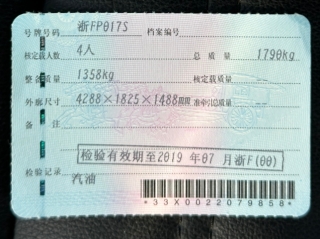 号牌号码 浙FP017S 档案编号
核定载人数 4人 总质量 1790kg
整备质量 1358kg 核定载质量 --
外廓尺寸 4288×1825×1488mm 准牵引总质量 --
备注
检验有效期至2019年07月浙F(00)
检验记录 汽油
*33X0022079858*